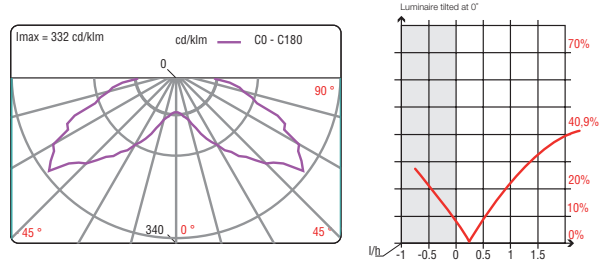 Luminaire tilted at 0°
Imax = 332 cd/klm
cd/klm
C0 - C180
0
90 °
- 45 °
340
0 °
45 °
70%
40,9%
20%
10%
0%
l/h
-1
-0.5
0
0.5
1
1.5